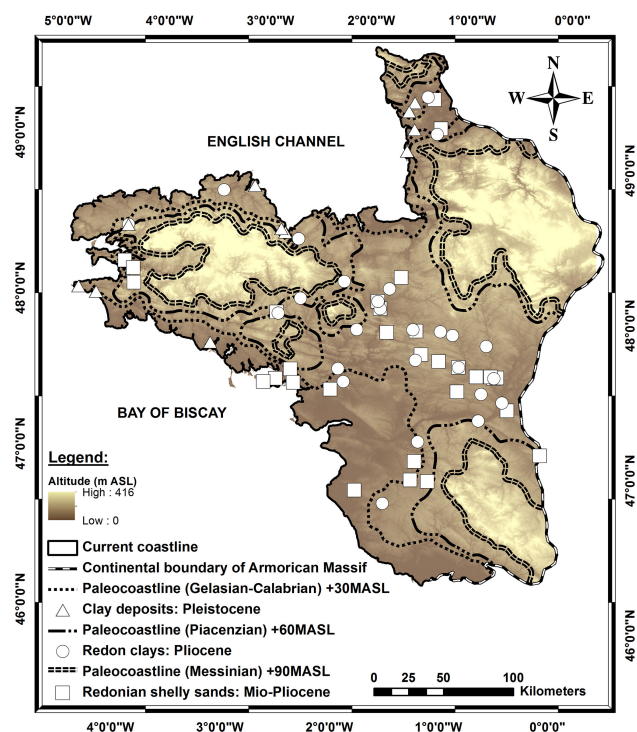 5°0'0"W 4°0'0"W 3°0'0"W 2°0'0"W 1°0'0"W 0°0'0"
N
W E
S
ENGLISH CHANNEL
49°0'0"N 49°0'0"N
48°0'0"N 48°0'0"N
BAY OF BISCAY
47°0'0"N 47°0'0"N
46°0'0"N 46°0'0"N
Legend:
Altitude (m ASL)
High : 416
Low : 0
Current coastline
Continental boundary of Armorican Massif
Paleocoastline (Gelasian-Calabrian) +30MASL
Clay deposits: Pleistocene
Paleocoastline (Piacenzian) +60MASL
Redon clays: Pliocene
Paleocoastline (Messinian) +90MASL
Redonian shelly sands: Mio-Pliocene
0 25 50 100
Kilometers
4°0'0"W 3°0'0"W 2°0'0"W 1°0'0"W 0°0'0"